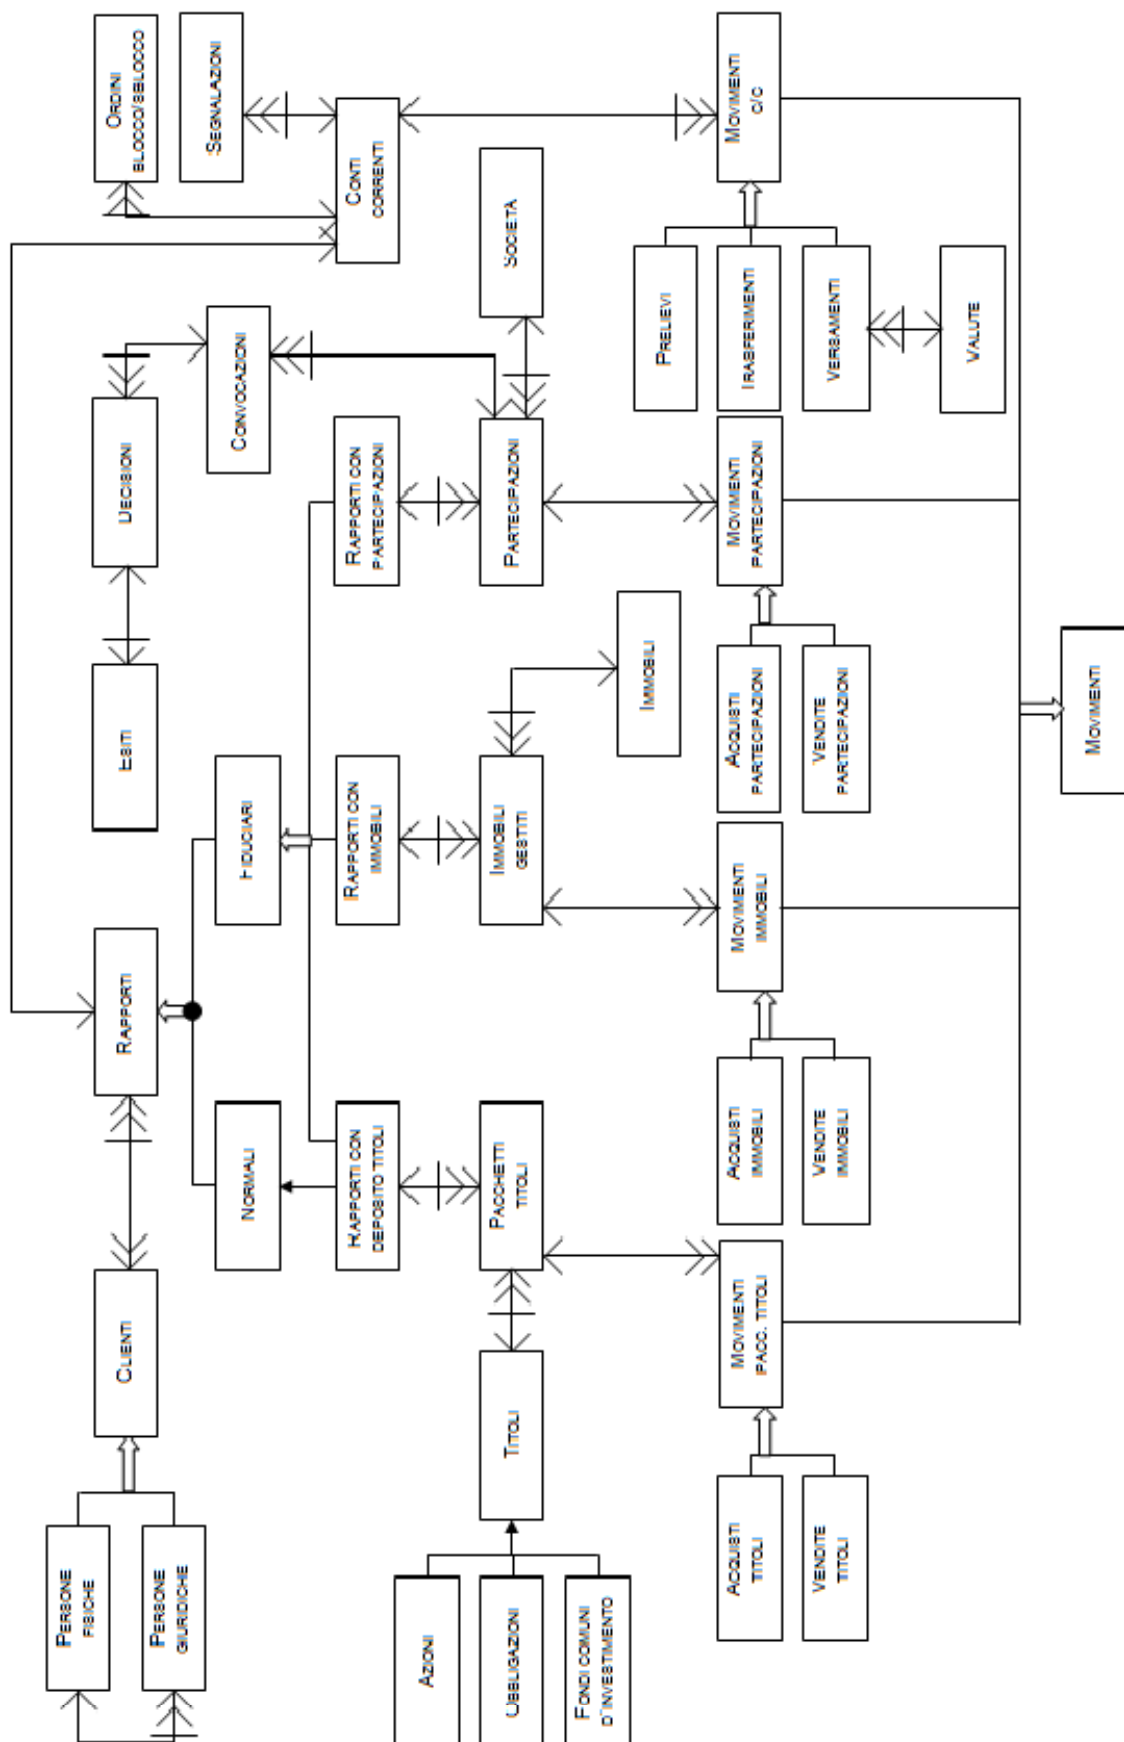 PERSONE
FISICHE
PERSONE
GIURIDICHE
CLIENTI
RAPPORTI
ESITI
DECISIONI
ORDINI
BLOCCO/SBLOCCO
SEGNALAZIONI
NORMALI
FIDUCIARI
CONVOCAZIONI
RAPPORTI CON
DEPOSITO TITOLI
RAPPORTI CON
IMMOBILI
RAPPORTI CON
PARTECIPAZIONI
CONTI
CORRENTI
AZIONI
OBBLIGAZIONI
FONDI COMUNI
D'INVESTIMENTO
TITOLI
PACCHETTI
TITOLI
IMMOBILI
GESTITI
PARTECIPAZIONI
SOCIETÀ
IMMOBILI
MOVIMENTI
PACC. TITOLI
MOVIMENTI
IMMOBILI
MOVIMENTI
PARTECIPAZIONI
MOVIMENTI
C/C
ACQUISTI
TITOLI
VENDITE
TITOLI
ACQUISTI
IMMOBILI
VENDITE
IMMOBILI
ACQUISTI
PARTECIPAZIONI
VENDITE
PARTECIPAZIONI
PRELIEVI
TRASFERIMENTI
VERSAMENTI
VALUTE
MOVIMENTI